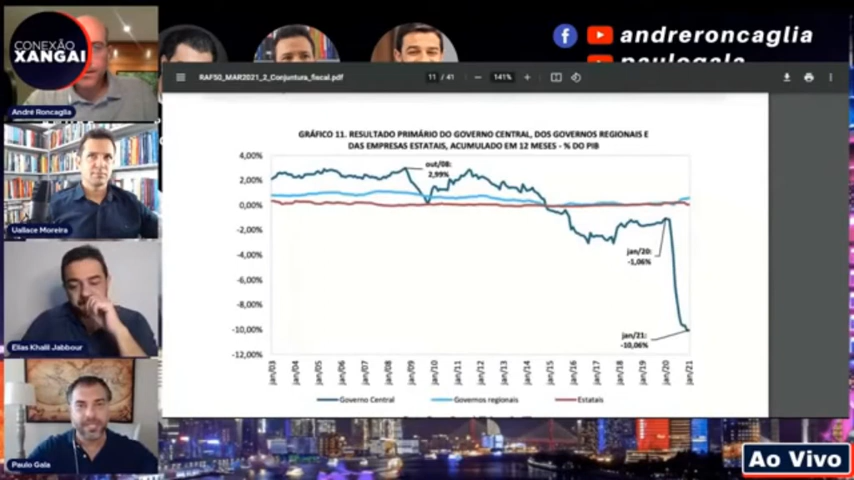 CONEXÃO
XANGAI
André Roncaglia
Uallace Moreira
Elias Khalil Jabbour
Paulo Gala
andreroncaglia
paulogala
RAF50_MAR2021_2_Conjuntura_fiscal.pdf
11 / 41
141%
GRÁFICO 11. RESULTADO PRIMÁRIO DO GOVERNO CENTRAL, DOS GOVERNOS REGIONAIS E
DAS EMPRESAS ESTATAIS, ACUMULADO EM 12 MESES - % DO PIB
4,00%
2,00%
0,00%
-2,00%
-4,00%
-6,00%
-8,00%
-10,00%
-12,00%
out/08:
2,99%
jan/20:
-1,06%
jan/21:
-10,06%
jan/03
jan/04
jan/05
jan/06
jan/07
jan/08
jan/09
jan/10
jan/11
jan/12
jan/13
jan/14
jan/15
jan/16
jan/17
jan/18
jan/19
jan/20
jan/21
Governo Central
Governos regionais
Estatais
Ao Vivo